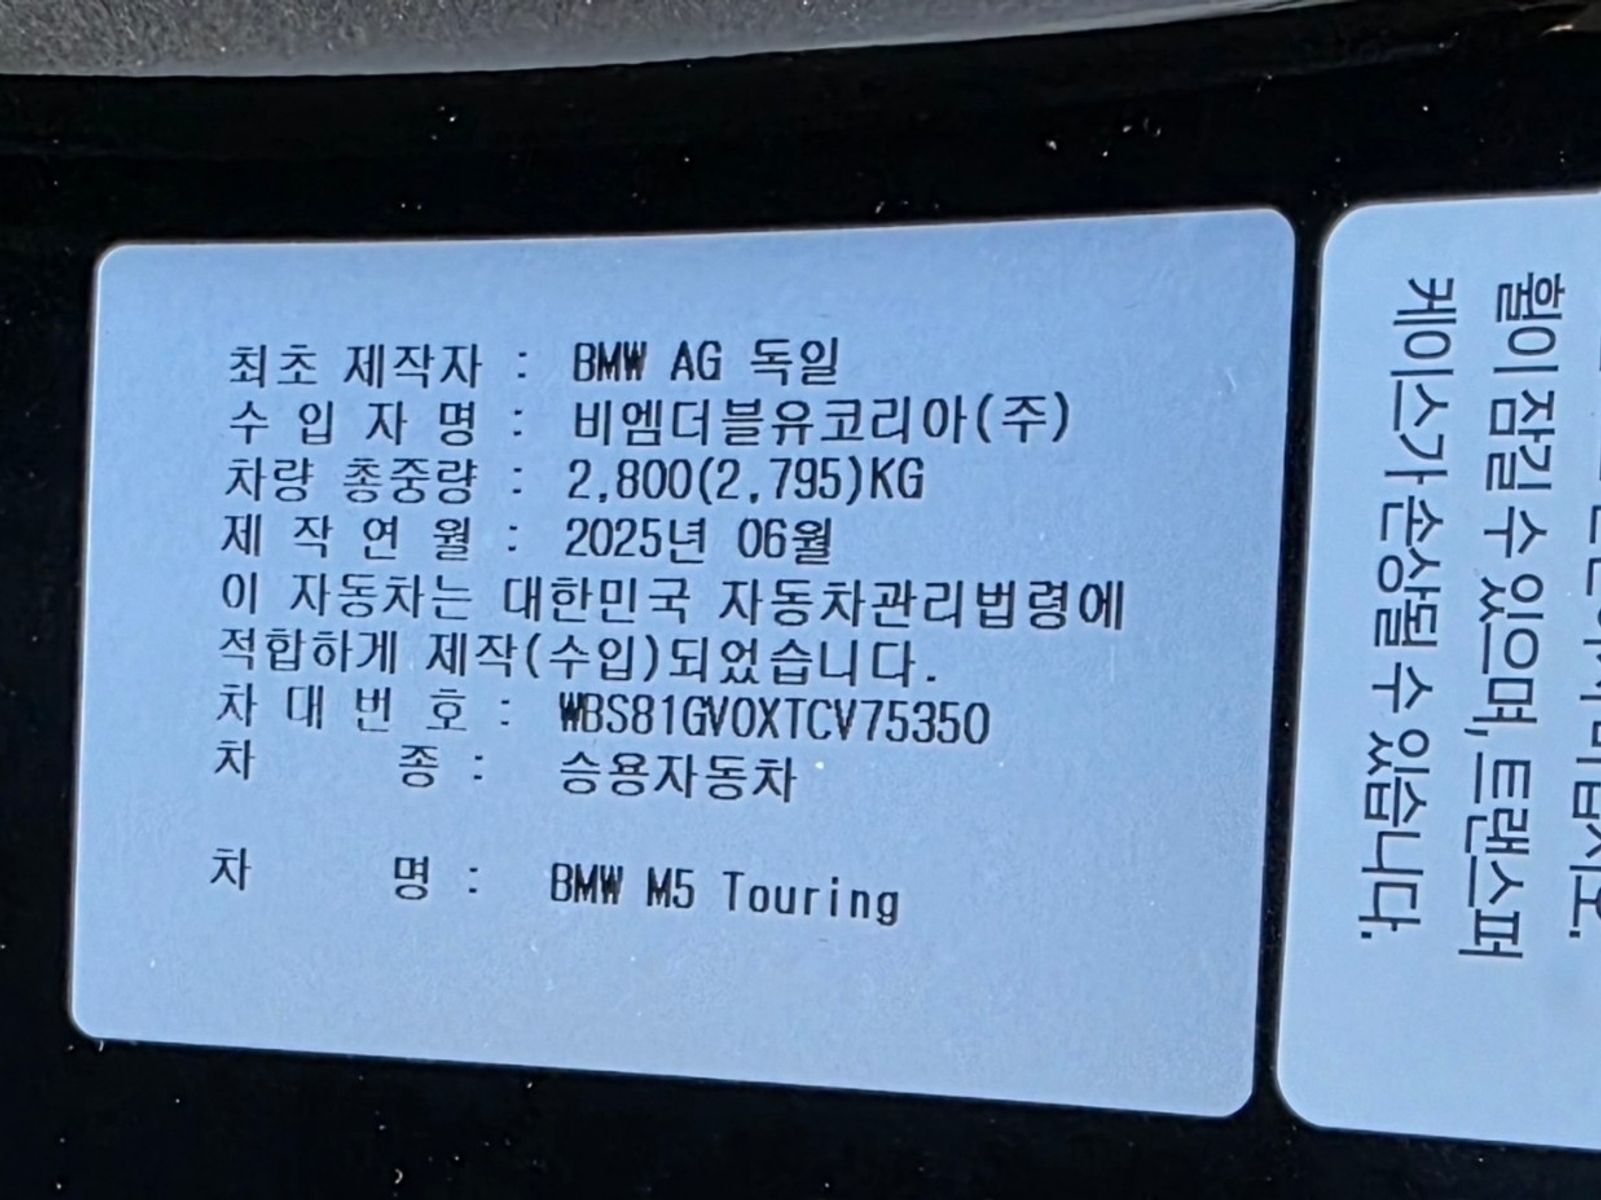 최초 제작자 : BMW AG 독일
수 입 자 명 : 비엠더블유코리아(주)
차량 총중량 : 2,800(2,795)KG
제 작 연 월 : 2025년 06월
이 자동차는 대한민국 자동차관리법령에
적합하게 제작(수입)되었습니다.
차 대 번 호 : WBS81GV0XTCV75350
차 종 : 승용자동차
차 명 : BMW M5 Touring
휠이 잠길 수 있으며, 트랜스퍼
케이스가 손상될 수 있습니다.